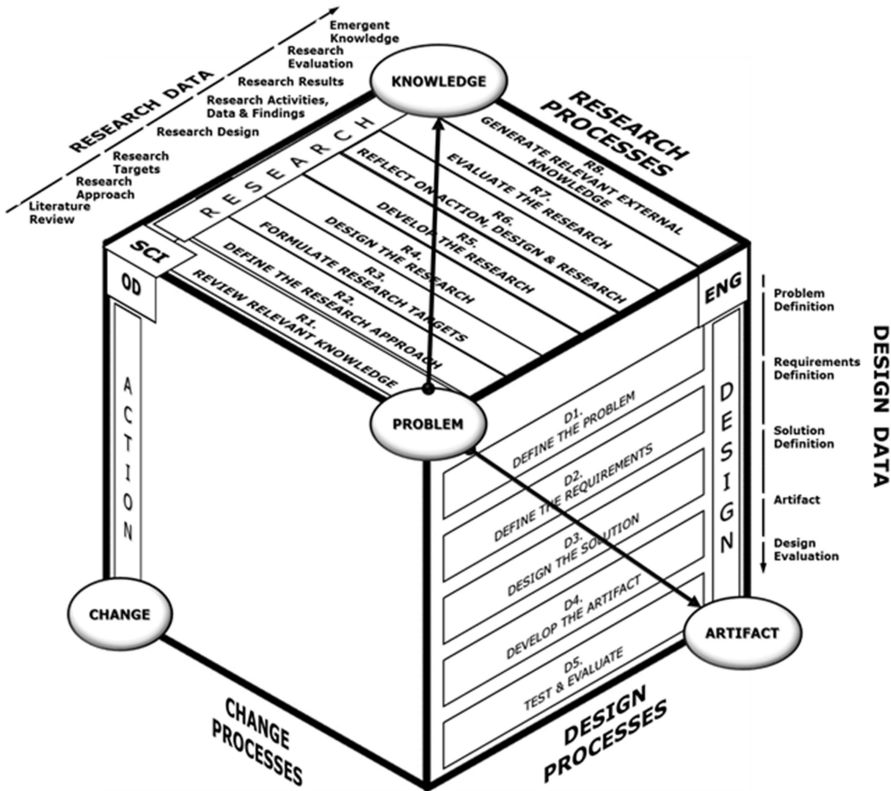 Emergent
Knowledge
Research
Evaluation
Research Results
Research Activities,
Data & Findings
Research Design
Research
Targets
Research
Approach
Literature
Review
RESEARCH DATA
KNOWLEDGE
RESEARCH
PROCESSES
RESEARCH
R8.
GENERATE RELEVANT EXTERNAL
KNOWLEDGE
R7.
EVALUATE THE RESEARCH
R6.
REFLECT ON ACTION, DESIGN & RESEARCH
R5.
DEVELOP THE RESEARCH
R4.
DESIGN THE RESEARCH
R3.
FORMULATE RESEARCH TARGETS
R2.
DEFINE THE RESEARCH APPROACH
R1.
REVIEW RELEVANT KNOWLEDGE
SCI
OD
ENG
ACTION
PROBLEM
D1.
DEFINE THE PROBLEM
D2.
DEFINE THE REQUIREMENTS
D3.
DESIGN THE SOLUTION
D4.
DEVELOP THE ARTIFACT
D5.
TEST & EVALUATE
DESIGN
Problem
Definition
Requirements
Definition
Solution
Definition
Artifact
Design
Evaluation
DESIGN DATA
CHANGE
ARTIFACT
CHANGE
PROCESSES
DESIGN
PROCESSES